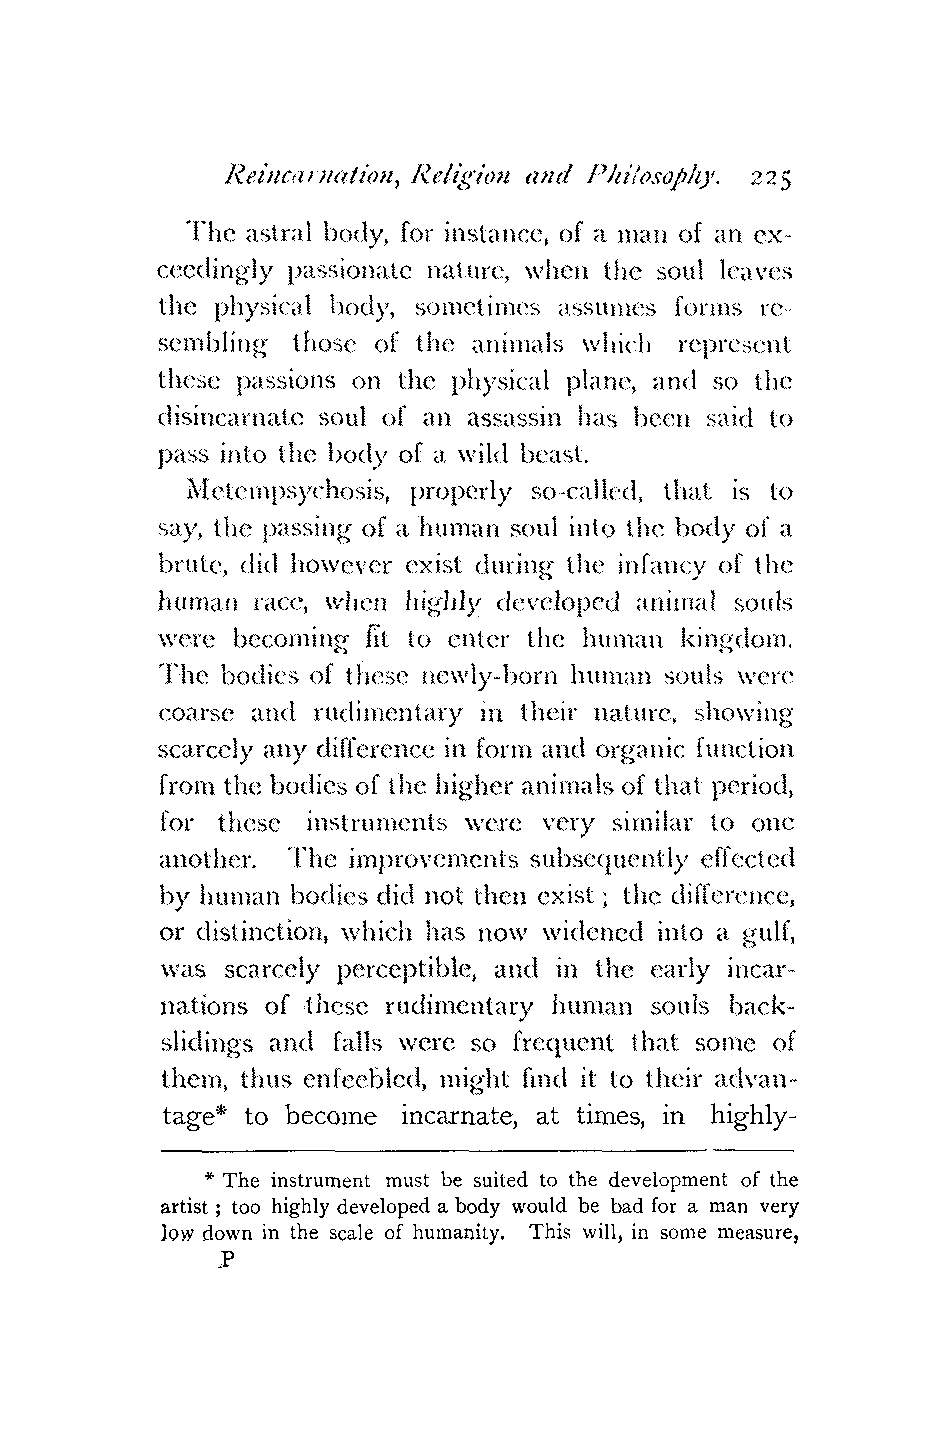 Reincarnation, Religion and Philosophy. 225
The astral body, for instance, of a man of an ex-
ceedingly passionate nature, when the soul leaves
the physical body, sometimes assumes forms re-
sembling those of the animals which represent
these passions on the physical plane, and so the
disincarnate soul of an assassin has been said to
pass into the body of a wild beast.
Metempsychosis, properly so-called, that is to
say, the passing of a human soul into the body of a
brute, did however exist during the infancy of the
human race, when highly developed animal souls
were becoming fit to enter the human kingdom.
The bodies of these newly-born human souls were
coarse and rudimentary in their nature, showing
scarcely any difference in form and organic function
from the bodies of the higher animals of that period,
for these instruments were very similar to one
another. The improvements subsequently effected
by human bodies did not then exist ; the difference,
or distinction, which has now widened into a gulf,
was scarcely perceptible, and in the early incar-
nations of these rudimentary human souls back-
slidings and falls were so frequent that some of
them, thus enfeebled, might find it to their advan-
tage* to become incarnate, at times, in highly-
* The instrument must be suited to the development of the
artist ; too highly developed a body would be bad for a man very
low down in the scale of humanity. This will, in some measure,
P